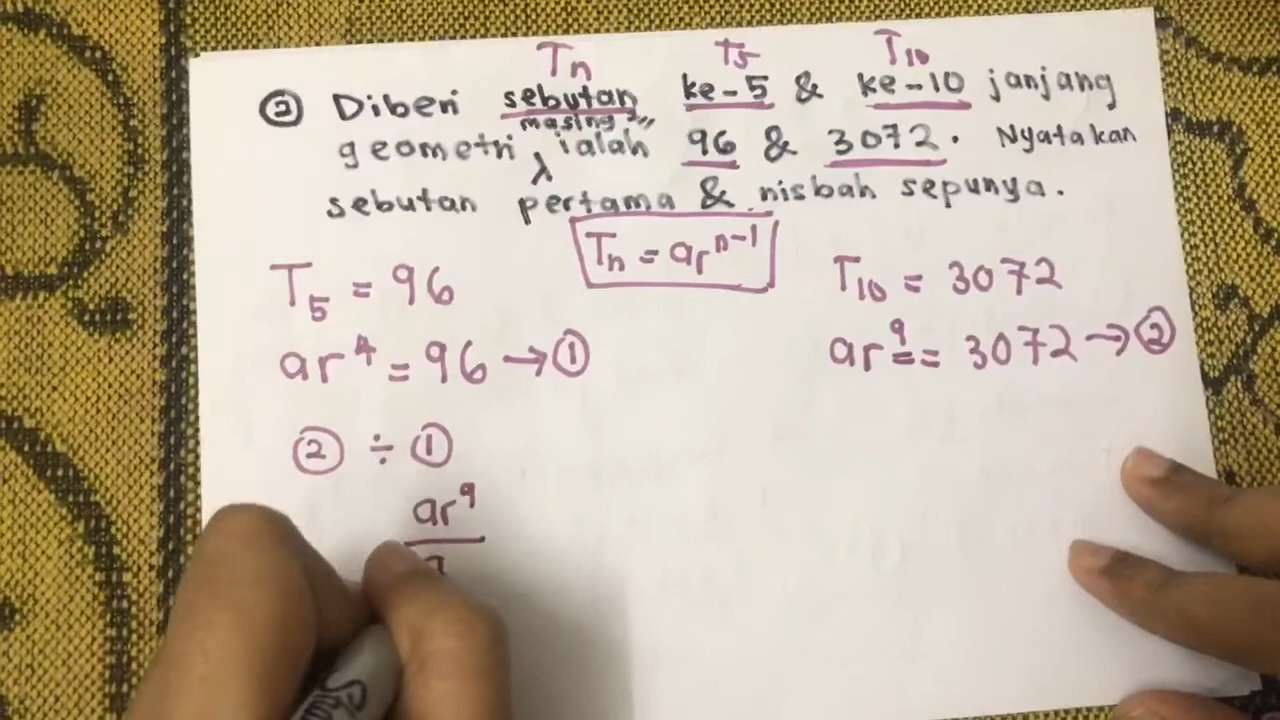 Tn T5 T10
② Diberi sebutan ke-5 & ke-10 janjang
masing2"
geometri ialah 96 & 3072. Nyatakan
sebutan pertama & nisbah sepunya.
Tn = ar^n-1
T5 = 96 T10 = 3072
ar^4 = 96 → ① ar^9 = 3072 → ②
② ÷ ①
ar^9